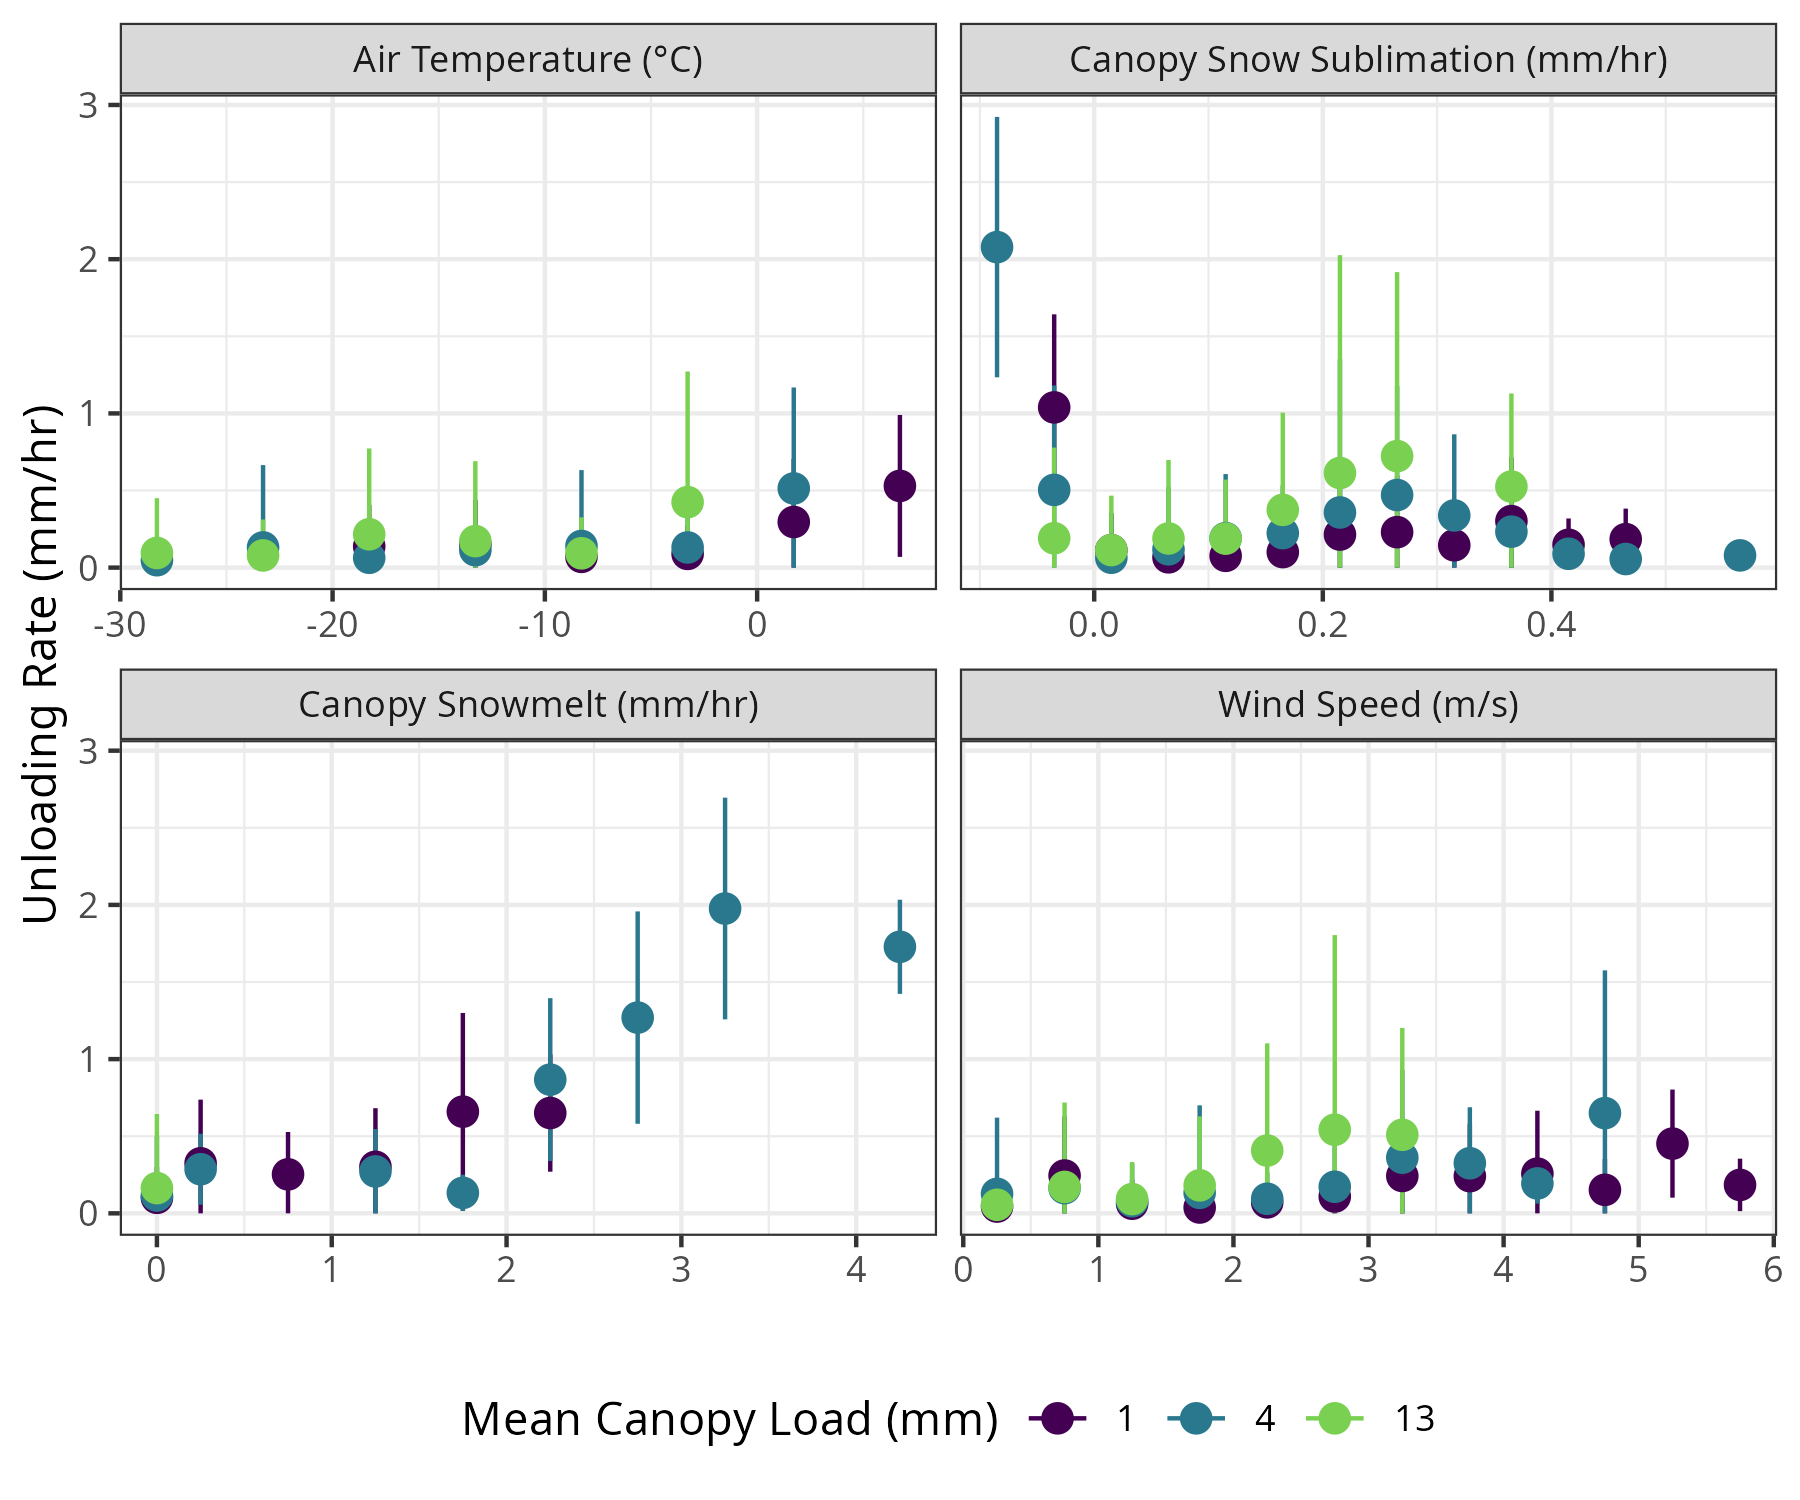 Air Temperature (°C)
Canopy Snow Sublimation (mm/hr)
3
2
1
0
-30 -20 -10 0
0.0 0.2 0.4
Unloading Rate (mm/hr)
Canopy Snowmelt (mm/hr)
Wind Speed (m/s)
3
2
1
0
0 1 2 3 4
0 1 2 3 4 5 6
Mean Canopy Load (mm) 1 4 13